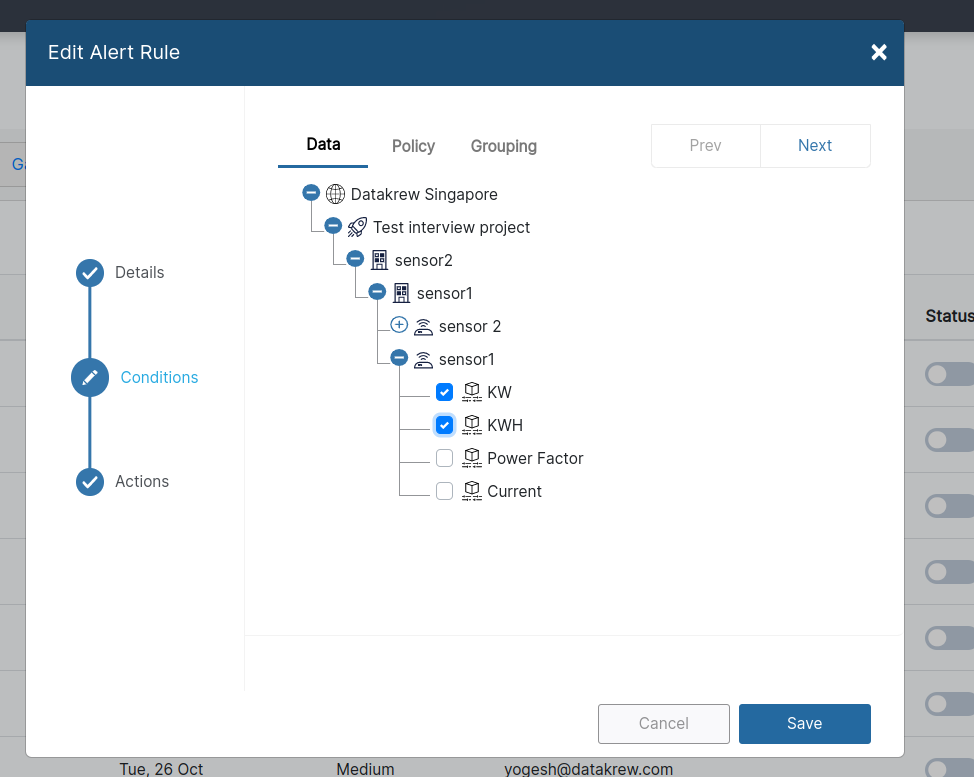 Edit Alert Rule
Data
Policy
Grouping
Prev
Next
Datakrew Singapore
Test interview project
sensor2
sensor1
sensor 2
sensor1
KW
KWH
Power Factor
Current
Details
Conditions
Actions
Status
Cancel
Save
Tue, 26 Oct
Medium
yogesh@datakrew.com